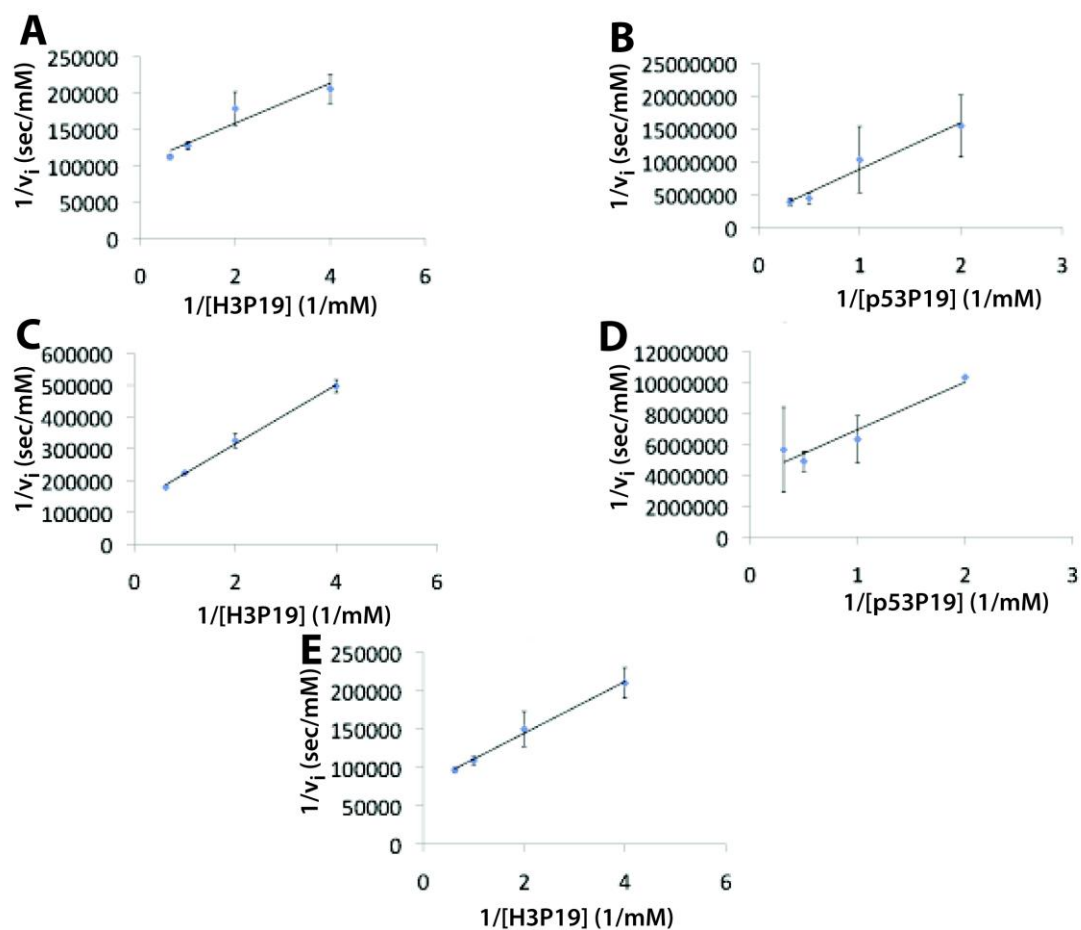 A
250000
200000
150000
100000
50000
0
1/vi (sec/mM)
0 2 4 6
1/[H3P19] (1/mM)
B
25000000
20000000
15000000
10000000
5000000
0
1/vi (sec/mM)
0 1 2 3
1/[p53P19] (1/mM)
C
600000
500000
400000
300000
200000
100000
0
1/vi (sec/mM)
0 2 4 6
1/[H3P19] (1/mM)
D
12000000
10000000
8000000
6000000
4000000
2000000
0
1/vi (sec/mM)
0 1 2 3
1/[p53P19] (1/mM)
E
250000
200000
150000
100000
50000
0
1/vi (sec/mM)
0 2 4 6
1/[H3P19] (1/mM)